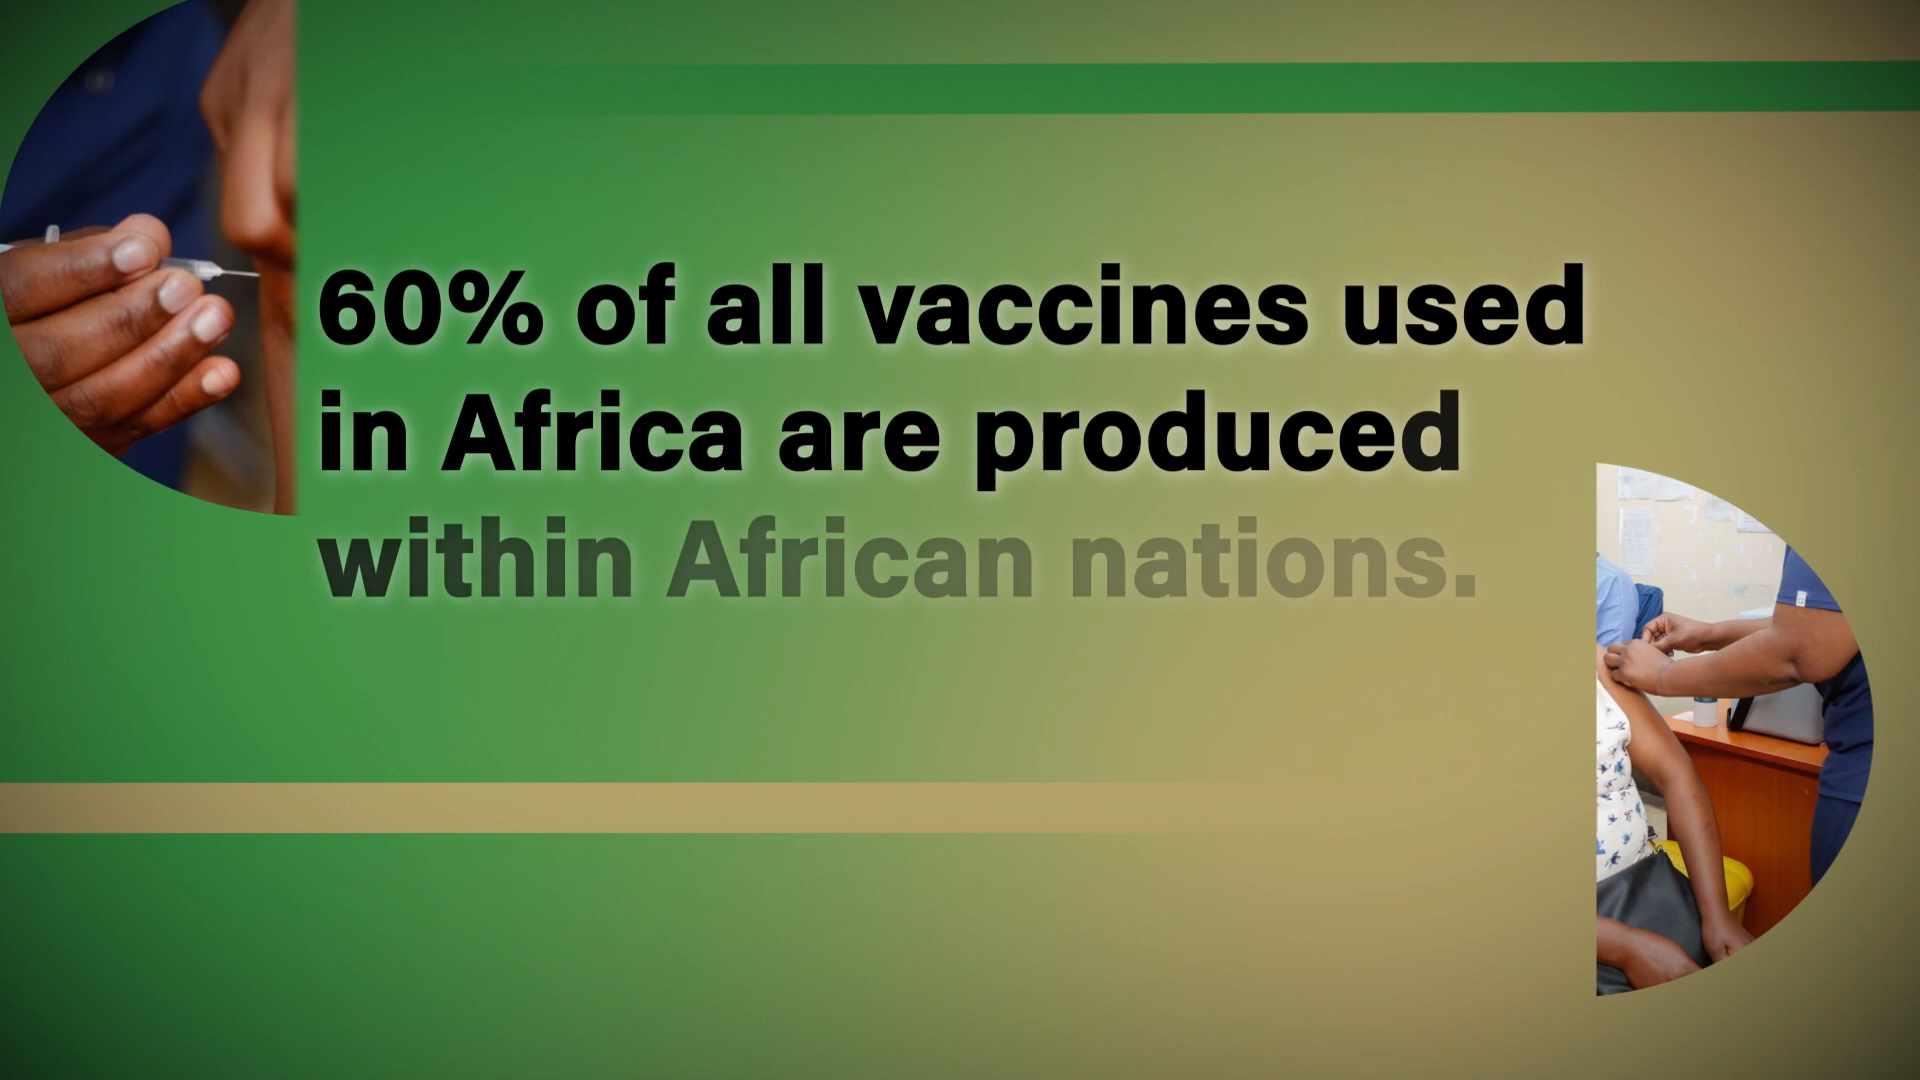 60% of all vaccines used
in Africa are produced
within African nations.